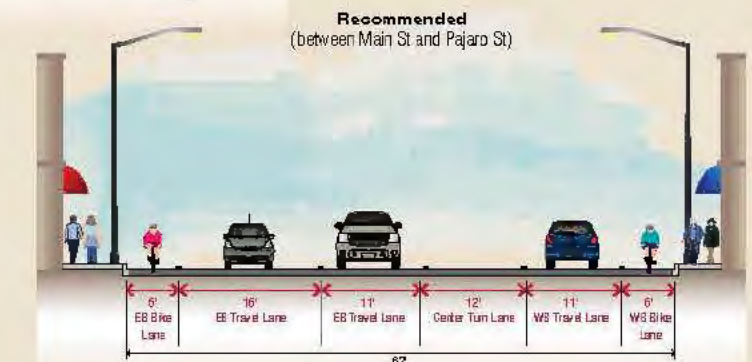 Recommended
(between Main St and Pajaro St)
6' 16' 11' 12' 11' 6'
EB Bike Lane EB Travel Lane EB Travel Lane Center Turn Lane WB Travel Lane WB Bike Lane